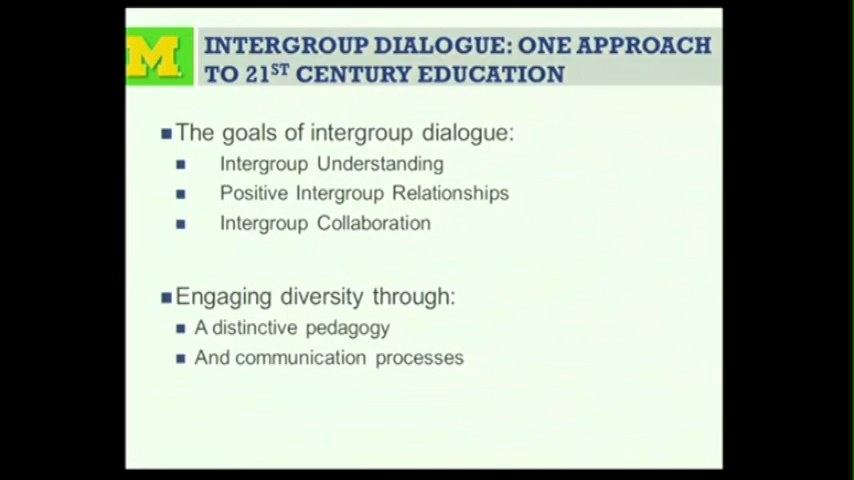 M
INTERGROUP DIALOGUE: ONE APPROACH
TO 21ST CENTURY EDUCATION
The goals of intergroup dialogue:
Intergroup Understanding
Positive Intergroup Relationships
Intergroup Collaboration
Engaging diversity through:
A distinctive pedagogy
And communication processes